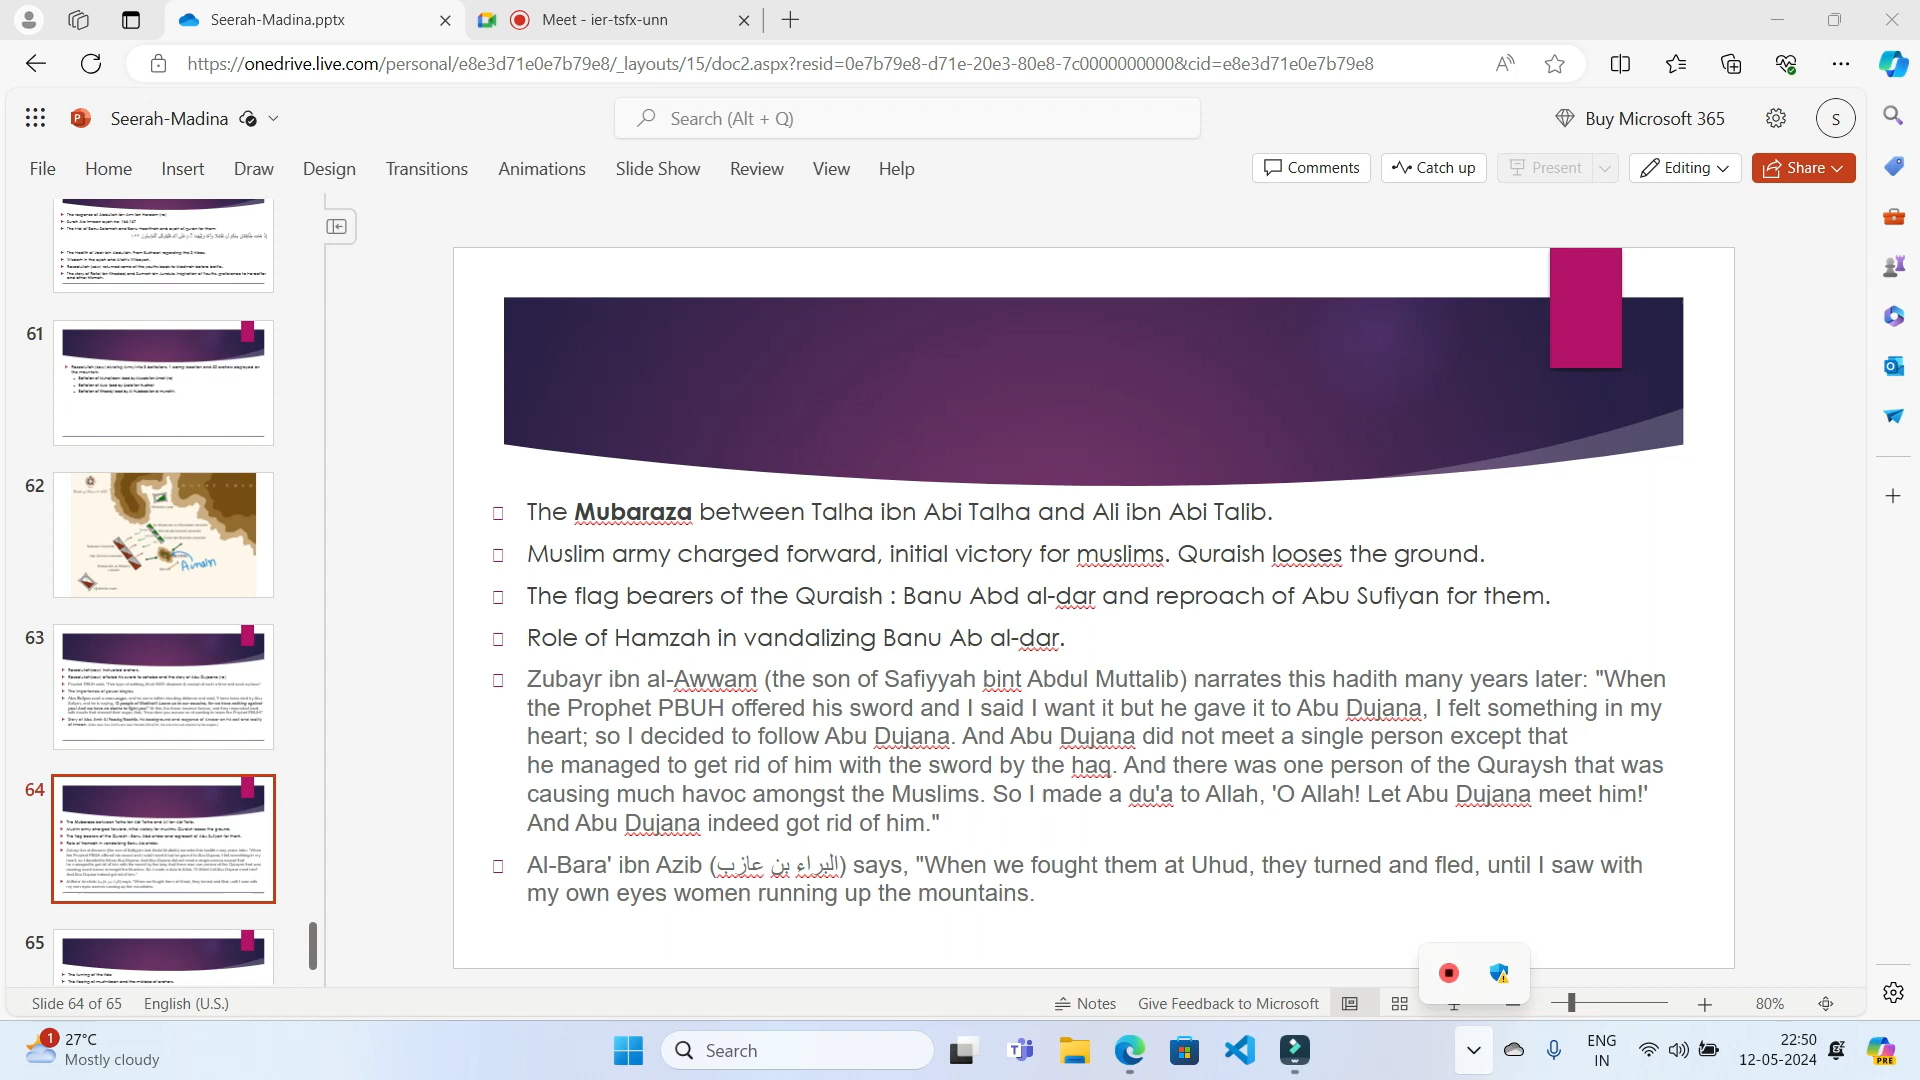 Seerah-Madina.pptx
Meet - ier-tsfx-unn
https://onedrive.live.com/personal/e8e3d71e0e7b79e8/_layouts/15/doc2.aspx?resid=0e7b79e8-d71e-20e3-80e8-7c0000000000&cid=e8e3d71e0e7b79e8
Seerah-Madina
Search (Alt + Q)
Buy Microsoft 365
S
File Home Insert Draw Design Transitions Animations Slide Show Review View Help
Comments Catch up Present Editing Share
61
62
Aimain
63
64
65
The Mubaraza between Talha ibn Abi Talha and Ali ibn Abi Talib.
Muslim army charged forward, initial victory for muslims. Quraish looses the ground.
The flag bearers of the Quraish : Banu Abd al-dar and reproach of Abu Sufiyan for them.
Role of Hamzah in vandalizing Banu Ab al-dar.
Zubayr ibn al-Awwam (the son of Safiyyah bint Abdul Muttalib) narrates this hadith many years later: "When
the Prophet PBUH offered his sword and I said I want it but he gave it to Abu Dujana, I felt something in my
heart; so I decided to follow Abu Dujana. And Abu Dujana did not meet a single person except that
he managed to get rid of him with the sword by the haq. And there was one person of the Quraysh that was
causing much havoc amongst the Muslims. So I made a du'a to Allah, 'O Allah! Let Abu Dujana meet him!'
And Abu Dujana indeed got rid of him."
Al-Bara' ibn Azib (البراء بن عازب) says, "When we fought them at Uhud, they turned and fled, until I saw with
my own eyes women running up the mountains.
Slide 64 of 65 English (U.S.)
Notes Give Feedback to Microsoft 80%
1
27°C
Mostly cloudy
Search
ENG
IN
22:50
12-05-2024
PRE